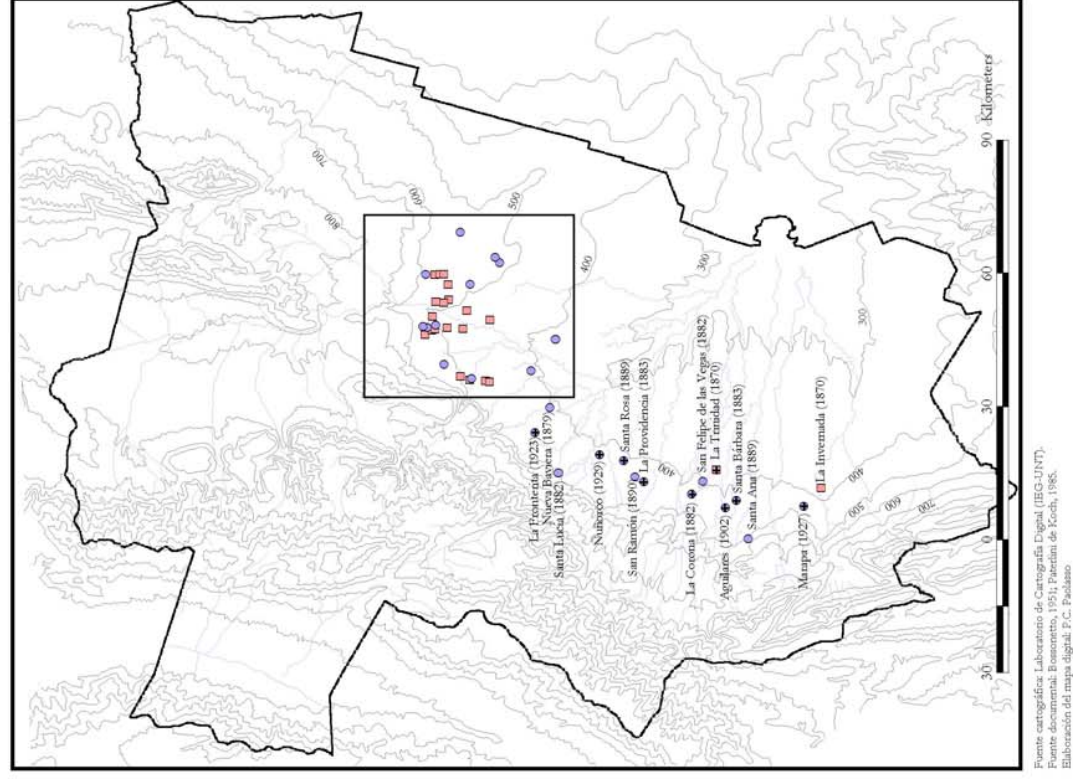 700
800
600
500
La Fronterita (1923)
Nueva Baviera (1879)
Santa Lucía (1882)
400
Ñuñorco (1929)
Santa Rosa (1889)
San Ramón (1890)
La Providencia (1883)
400
La Corona (1882)
San Felipe de las Vegas (1882)
300
La Trinidad (1870)
Aguilares (1902)
Santa Bárbara (1883)
Santa Ana (1889)
Marapa (1927)
La Invernada (1870)
300
400
500
600
700
30 0 30 60 90 Kilometers
Fuente cartográfica: Laboratorio de Cartografía Digital (IEG-UNT).
Fuente documental: Bossonetto, 1951; Paterlini de Koch, 1985.
Elaboración del mapa digital: P.C. Paolasso